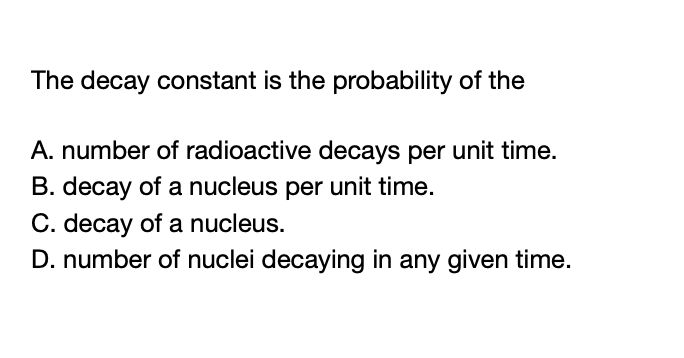 The decay constant is the probability of the
A. number of radioactive decays per unit time.
B. decay of a nucleus per unit time.
C. decay of a nucleus.
D. number of nuclei decaying in any given time.